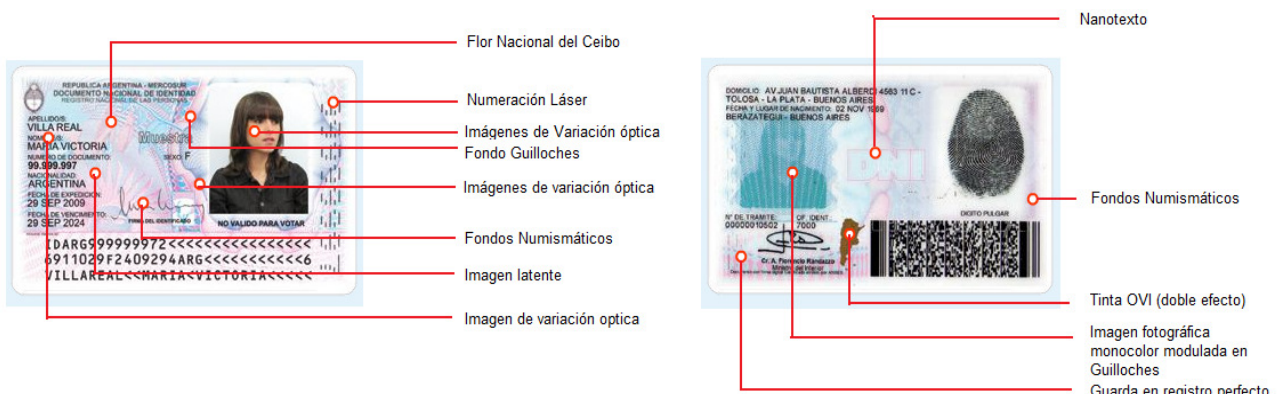 Flor Nacional del Ceibo
Numeración Láser
Imágenes de Variación óptica
Fondo Guilloches
Imágenes de variación óptica
Fondos Numismáticos
Imagen latente
Imagen de variación optica
REPUBLICA ARGENTINA - MERCOSUR
DOCUMENTO NACIONAL DE IDENTIDAD
REGISTRO NACIONAL DE LAS PERSONAS
APELLIDO/S:
VILLA REAL
MARIA VICTORIA
Muestra
NUMERO DE DOCUMENTO:
SEXO: F
99.999.997
NACIONALIDAD:
ARGENTINA
FECHA DE EXPEDICION:
29 SEP 2009
FECHA DE VENCIMIENTO:
29 SEP 2024
FIRMA DEL IDENTIFICADO
NO VALIDO PARA VOTAR
IDARG999999972<<<<<<<<<<<<<<<
6911029F2409294ARG<<<<<<<<<<<6
VILLAREAL<<MARIA<VICTORIA<<<<<
Nanotexto
Fondos Numismáticos
Tinta OVI (doble efecto)
Imagen fotográfica
monocolor modulada en
Guilloches
Guarda en registro perfecto
DOMICILIO: AV.JUAN BAUTISTA ALBERDI 4563 11 C -
TOLOSA - LA PLATA - BUENOS AIRES
FECHA Y LUGAR DE NACIMIENTO: 02 NOV 1969
BERAZATEGUI - BUENOS AIRES
DNI
DIGITO PULGAR
N° DE TRAMITE
OF. IDENT.:
00000010502
7000
Cr. A. Florencio Randazzo
Ministro del Interior